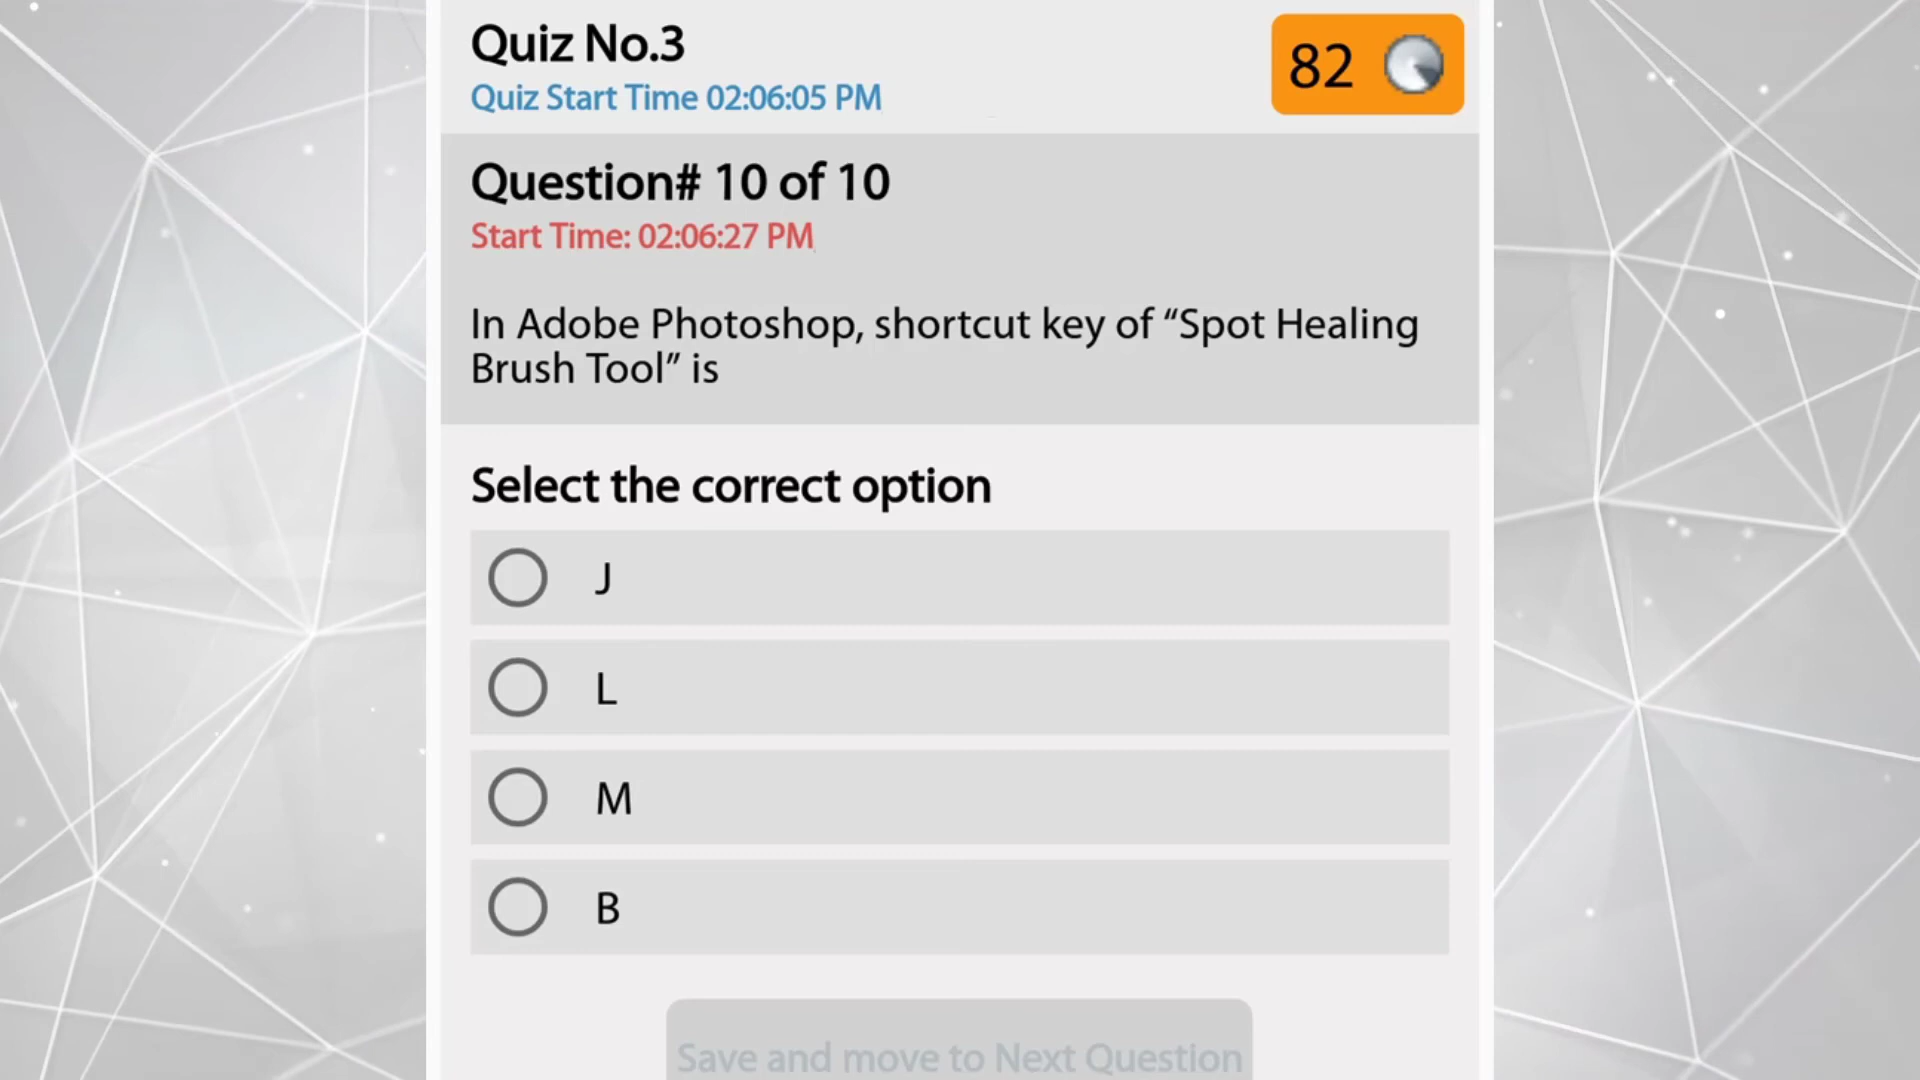 Quiz No.3
Quiz Start Time 02:06:05 PM
82
Question# 10 of 10
Start Time: 02:06:27 PM
In Adobe Photoshop, shortcut key of “Spot Healing
Brush Tool” is
Select the correct option
J
L
M
B
Save and move to Next Question